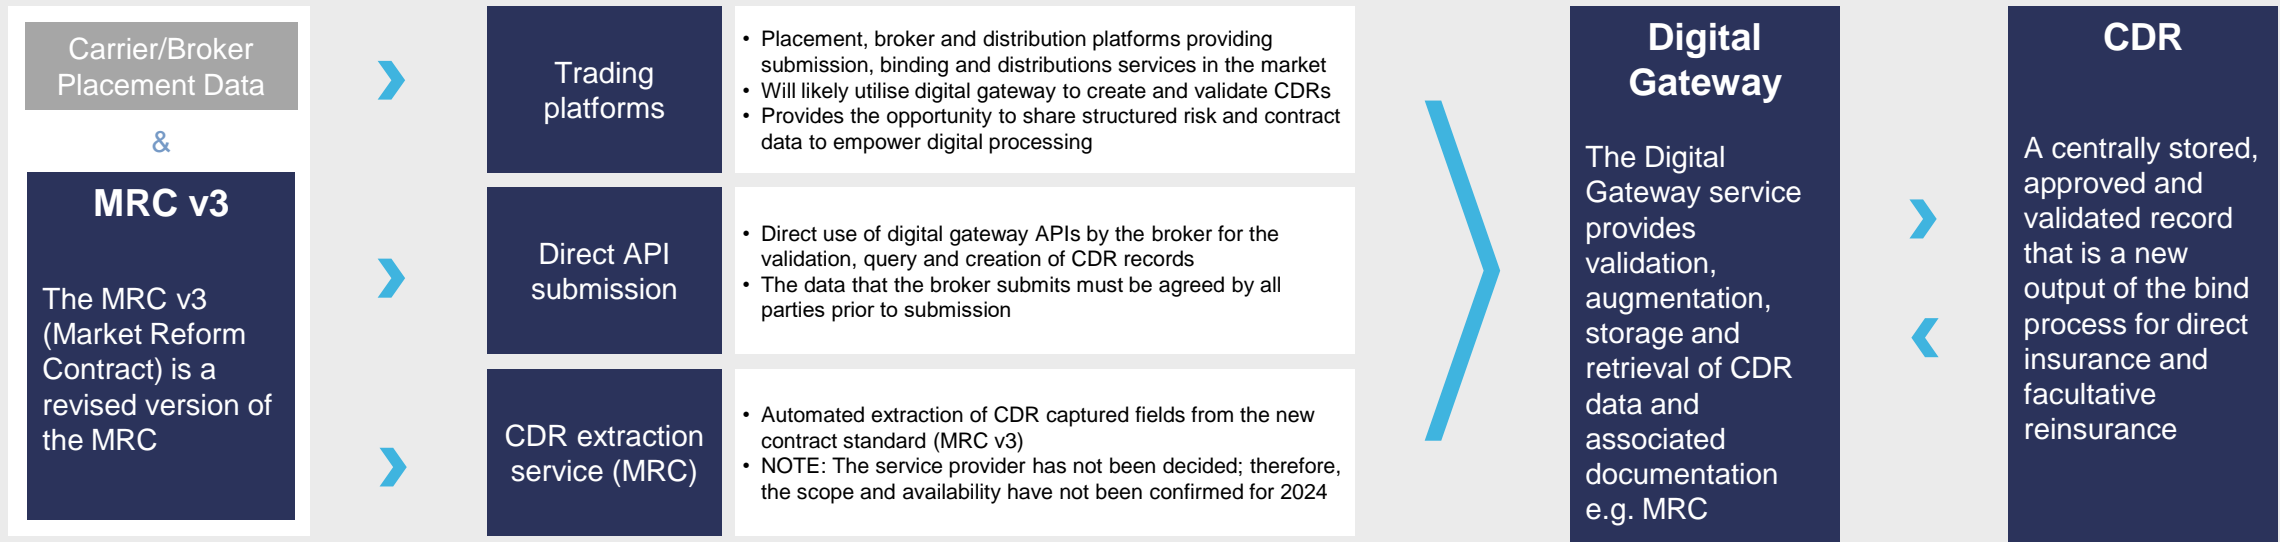 Carrier/Broker
Placement Data
&
MRC v3
The MRC v3
(Market Reform
Contract) is a
revised version of
the MRC
Trading
platforms
• Placement, broker and distribution platforms providing
submission, binding and distributions services in the market
• Will likely utilise digital gateway to create and validate CDRs
• Provides the opportunity to share structured risk and contract
data to empower digital processing
Direct API
submission
• Direct use of digital gateway APIs by the broker for the
validation, query and creation of CDR records
• The data that the broker submits must be agreed by all
parties prior to submission
CDR extraction
service (MRC)
• Automated extraction of CDR captured fields from the new
contract standard (MRC v3)
• NOTE: The service provider has not been decided; therefore,
the scope and availability have not been confirmed for 2024
Digital
Gateway
The Digital
Gateway service
provides
validation,
augmentation,
storage and
retrieval of CDR
data and
associated
documentation
e.g. MRC
CDR
A centrally stored,
approved and
validated record
that is a new
output of the bind
process for direct
insurance and
facultative
reinsurance